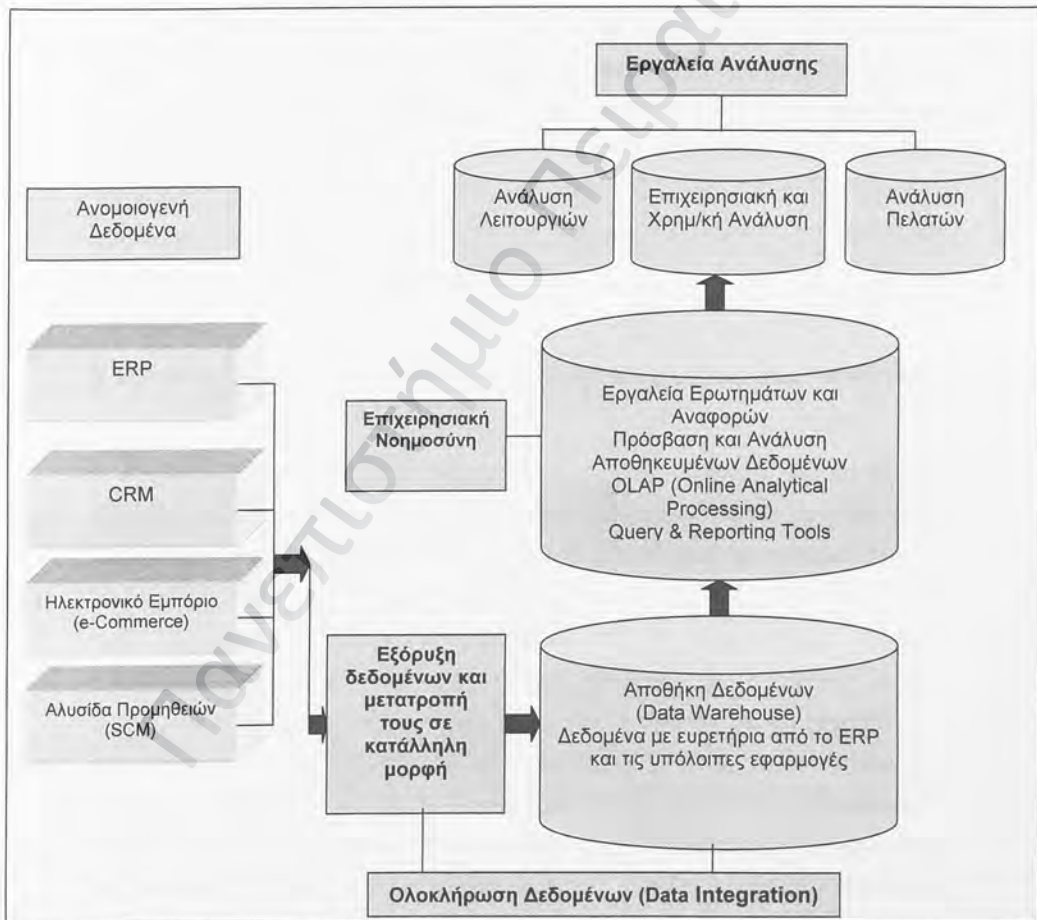 Εργαλεία Ανάλυσης
Ανάλυση
Λειτουργιών
Επιχειρησιακή και
Χρημ/κή Ανάλυση
Ανάλυση
Πελατών
Ανομοιογενή
Δεδομένα
ERP
CRM
Ηλεκτρονικό Εμπόριο
(e-Commerce)
Αλυσίδα Προμηθειών
(SCM)
Επιχειρησιακή
Νοημοσύνη
Εργαλεία Ερωτημάτων και
Αναφορών
Πρόσβαση και Ανάλυση
Αποθηκευμένων Δεδομένων
OLAP (Online Analytical
Processing)
Query & Reporting Tools
Εξόρυξη
δεδομένων και
μετατροπή
τους σε
κατάλληλη
μορφή
Αποθήκη Δεδομένων
(Data Warehouse)
Δεδομένα με ευρετήρια από το ERP
και τις υπόλοιπες εφαρμογές
Ολοκλήρωση Δεδομένων (Data Integration)
Πανεπιστήμιο Πειραι